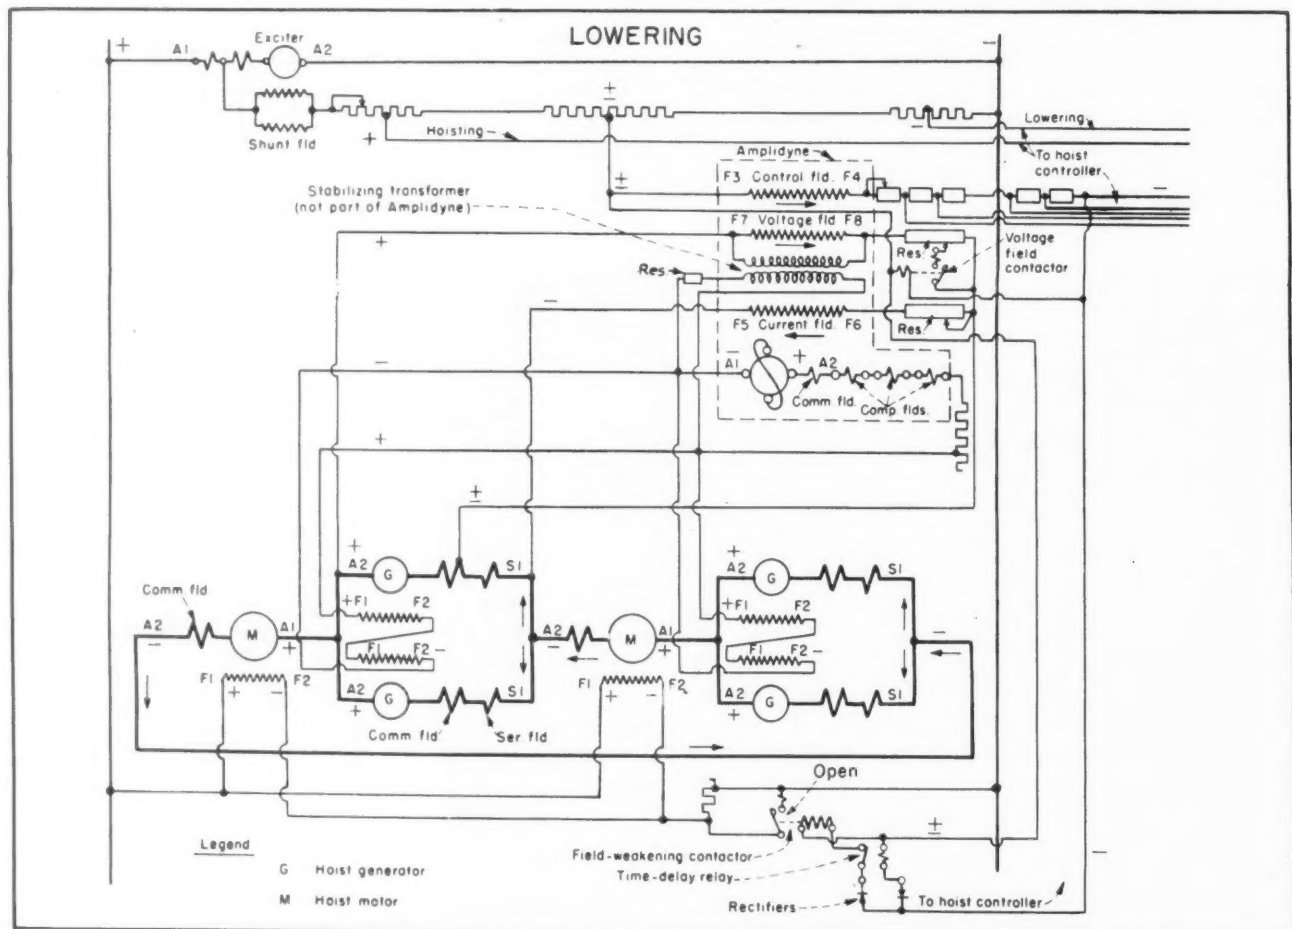 LOWERING
+
A1
Exciter
A2
−
Shunt fld
±
+
Hoisting
−
Lowering
To hoist controller
Amplidyne
Stabilizing transformer
(not part of Amplidyne)
±
F3 Control fld. F4
−
F7 Voltage fld F8
+
Res
Res.
Voltage
field
contactor
−
F5 Current fld. F6
Res.
−
A1
−
+
A2
Comm. fld.
Comp. flds.
+
±
+
A2
G
S1
+
A2
G
S1
Comm fld
+F1
F2
+F1
F2
A2
−
M
A1
+
F1
F2
−
A2
−
M
A1
+
F1
F2
−
−
F1
+
−
F2
A2
+
G
S1
F1
+
−
F2
A2
+
G
S1
Comm fld
Ser. fld
Open
Legend
G Hoist generator
M Hoist motor
Field-weakening contactor
Time-delay relay
Rectifiers
±
−
To hoist controller